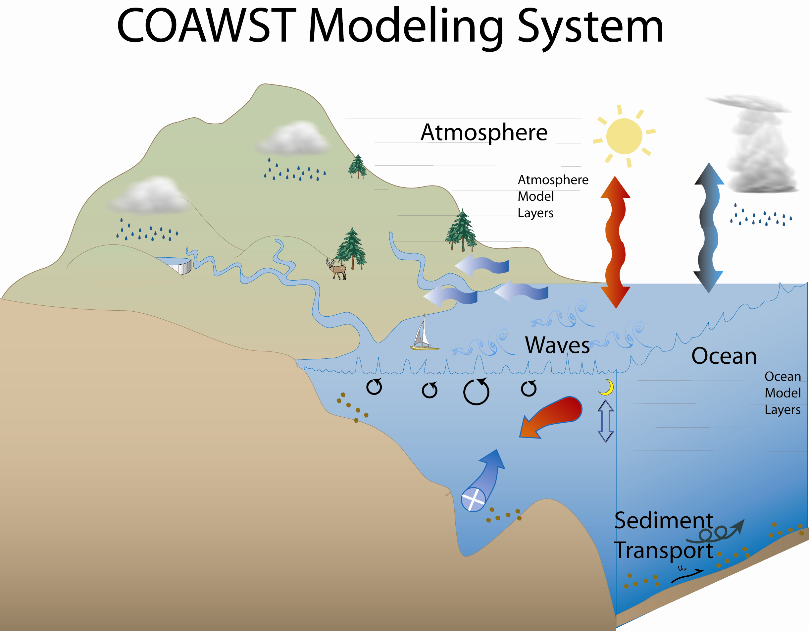 COAWST Modeling System
Atmosphere
Atmosphere
Model
Layers
Waves
Ocean
Ocean
Model
Layers
Sediment
Transport